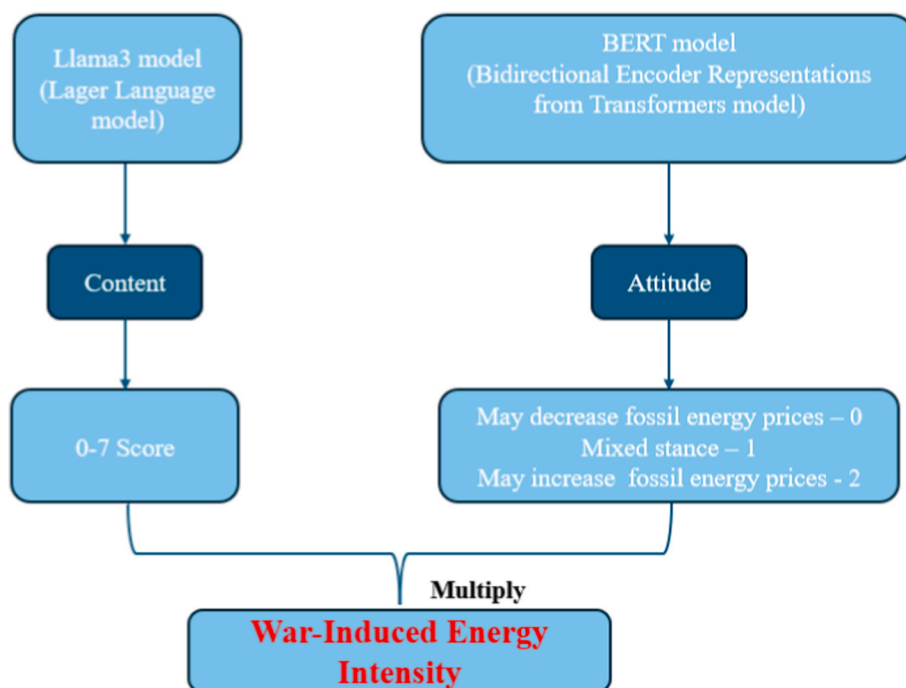 Llama3 model
(Lager Language
model)
BERT model
(Bidirectional Encoder Representations
from Transformers model)
Content
Attitude
0-7 Score
May decrease fossil energy prices – 0
Mixed stance – 1
May increase fossil energy prices - 2
Multiply
War-Induced Energy
Intensity